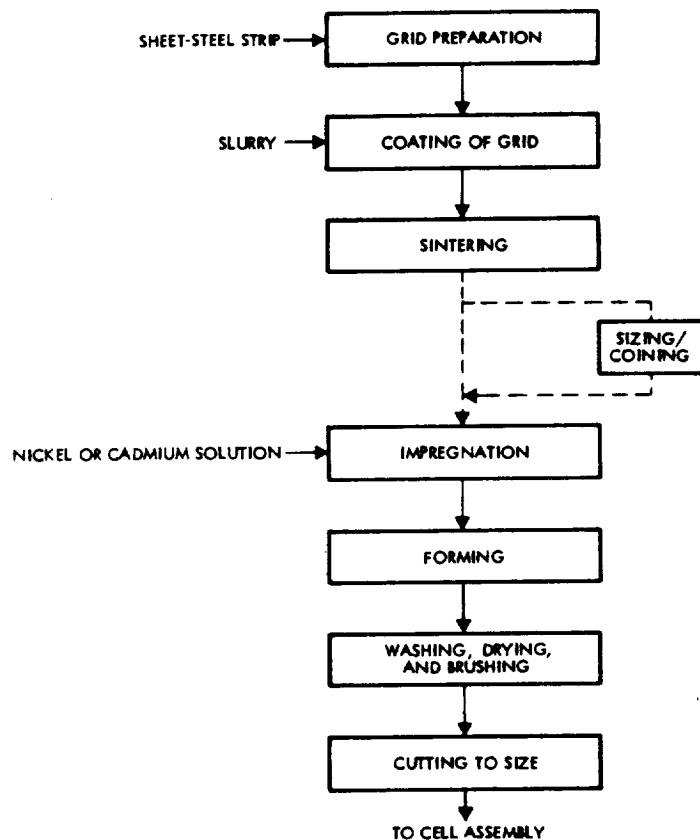 SHEET-STEEL STRIP
GRID PREPARATION
SLURRY
COATING OF GRID
SINTERING
SIZING/
COINING
NICKEL OR CADMIUM SOLUTION
IMPREGNATION
FORMING
WASHING, DRYING,
AND BRUSHING
CUTTING TO SIZE
TO CELL ASSEMBLY